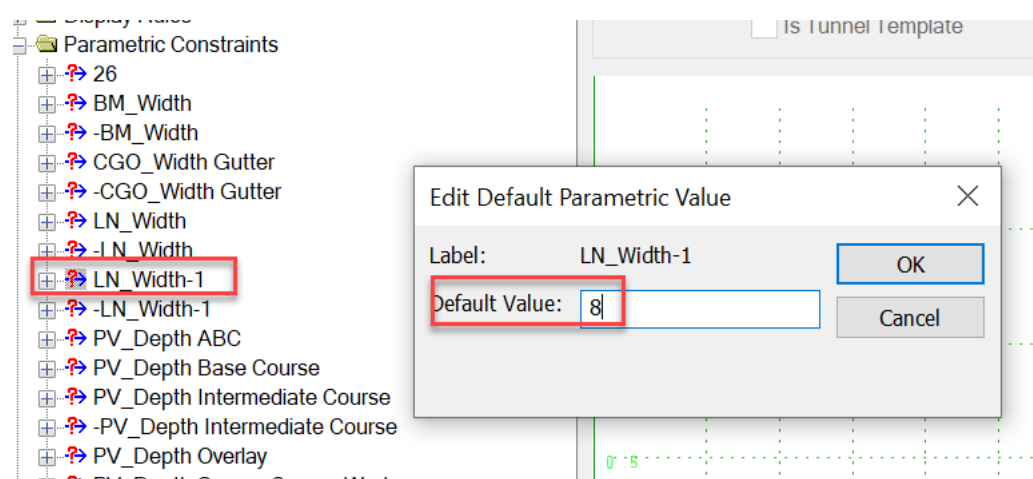 Display Rules
Parametric Constraints
26
BM_Width
-BM_Width
CGO_Width Gutter
-CGO_Width Gutter
LN_Width
-LN_Width
LN_Width-1
-LN_Width-1
PV_Depth ABC
PV_Depth Base Course
PV_Depth Intermediate Course
-PV_Depth Intermediate Course
PV_Depth Overlay
Is Tunnel Template
Edit Default Parametric Value
Label: LN_Width-1
OK
Default Value: 8
Cancel
0.5